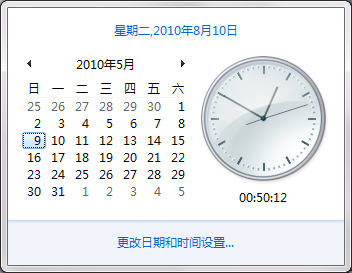 星期二,2010年8月10日
2010年5月
日 一 二 三 四 五 六
25 26 27 28 29 30 1
2 3 4 5 6 7 8
9 10 11 12 13 14 15
16 17 18 19 20 21 22
23 24 25 26 27 28 29
30 31 1 2 3 4 5
00:50:12
更改日期和时间设置...